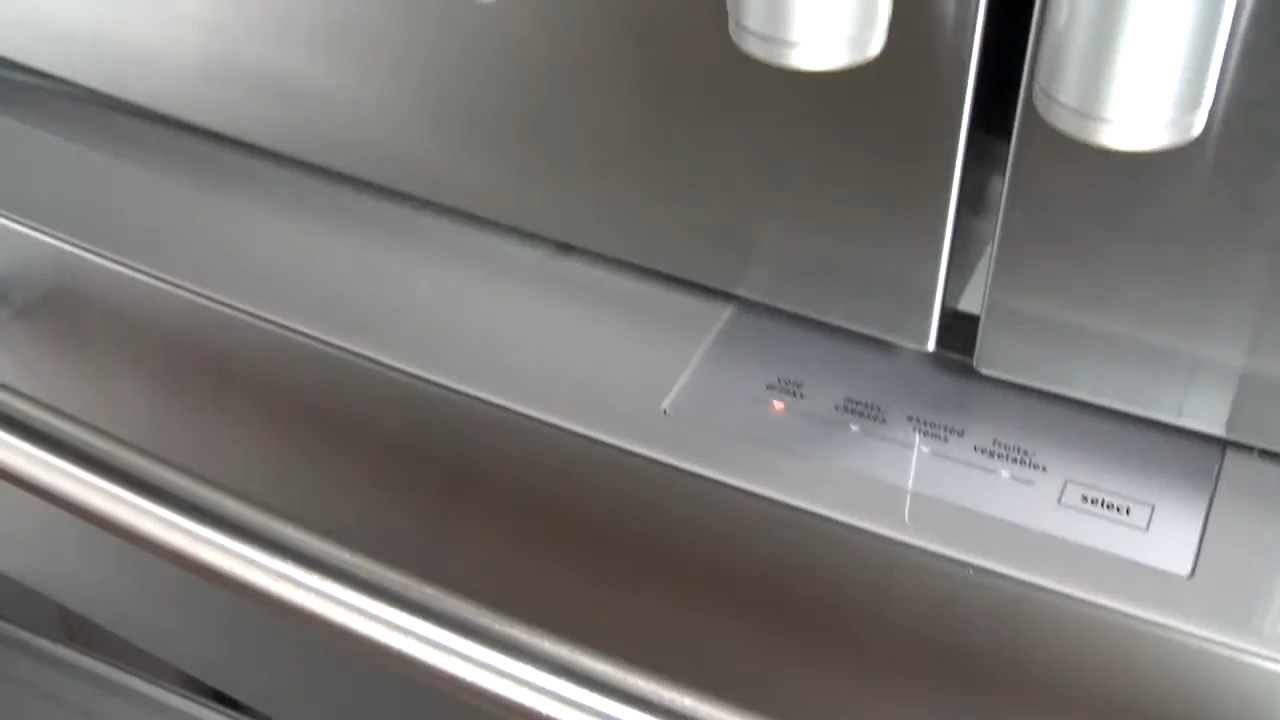 cold
drinks
meats,
cheeses
assorted
items
fruits,
vegetables
select